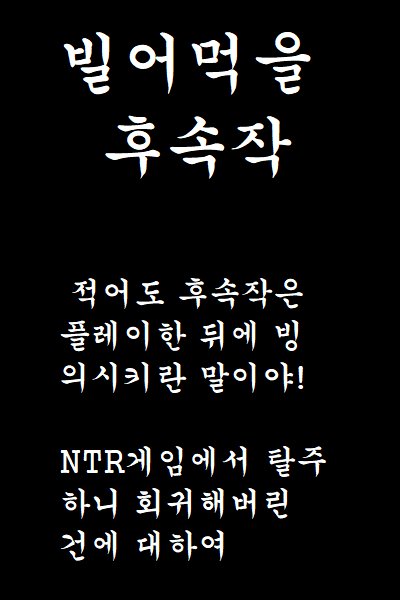 빌어먹을
후속작
적어도 후속작은
플레이한 뒤에 빙
의시키란 말이야!
NTR게임에서 탈주
하니 회귀해버린
건에 대하여